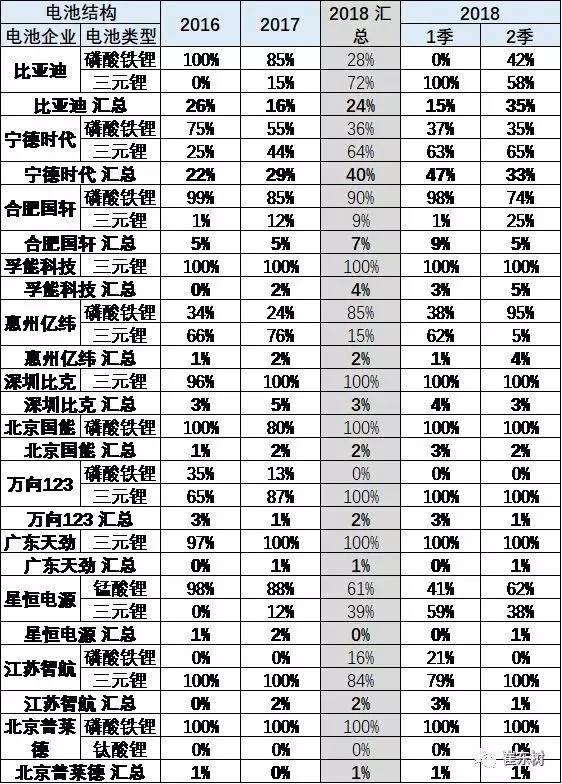 电池结构 2016 2017 2018 汇总 2018
电池企业 电池类型 1季 2季
比亚迪 磷酸铁锂 100% 85% 28% 0% 42%
三元锂 0% 15% 72% 100% 58%
比亚迪 汇总 26% 16% 24% 15% 35%
宁德时代 磷酸铁锂 75% 55% 36% 37% 35%
三元锂 25% 44% 64% 63% 65%
宁德时代 汇总 22% 29% 40% 47% 33%
合肥国轩 磷酸铁锂 99% 85% 90% 98% 74%
三元锂 1% 12% 9% 1% 25%
合肥国轩 汇总 5% 5% 7% 9% 5%
孚能科技 三元锂 100% 100% 100% 100% 100%
孚能科技 汇总 0% 2% 4% 3% 5%
惠州亿纬 磷酸铁锂 34% 24% 85% 38% 95%
三元锂 66% 76% 15% 62% 5%
惠州亿纬 汇总 1% 2% 2% 1% 4%
深圳比克 三元锂 96% 100% 100% 100% 100%
深圳比克 汇总 3% 5% 3% 4% 3%
北京国能 磷酸铁锂 100% 80% 100% 100% 100%
北京国能 汇总 1% 2% 2% 3% 2%
万向123 磷酸铁锂 35% 13% 0% 0% 0%
三元锂 65% 87% 100% 100% 100%
万向123 汇总 3% 1% 2% 3% 1%
广东天劲 三元锂 97% 100% 100% 100% 100%
广东天劲 汇总 0% 1% 1% 0% 1%
星恒电源 锰酸锂 98% 88% 61% 41% 62%
三元锂 0% 12% 39% 59% 38%
星恒电源 汇总 1% 2% 0% 0% 1%
江苏智航 磷酸铁锂 0% 0% 16% 21% 0%
三元锂 100% 100% 84% 79% 100%
江苏智航 汇总 0% 2% 2% 3% 1%
北京普莱德 磷酸铁锂 100% 100% 100% 100% 100%
钛酸锂 0% 0% 0% 0% 0%
北京普莱德 汇总 1% 0% 1% 1% 1%
崔东树